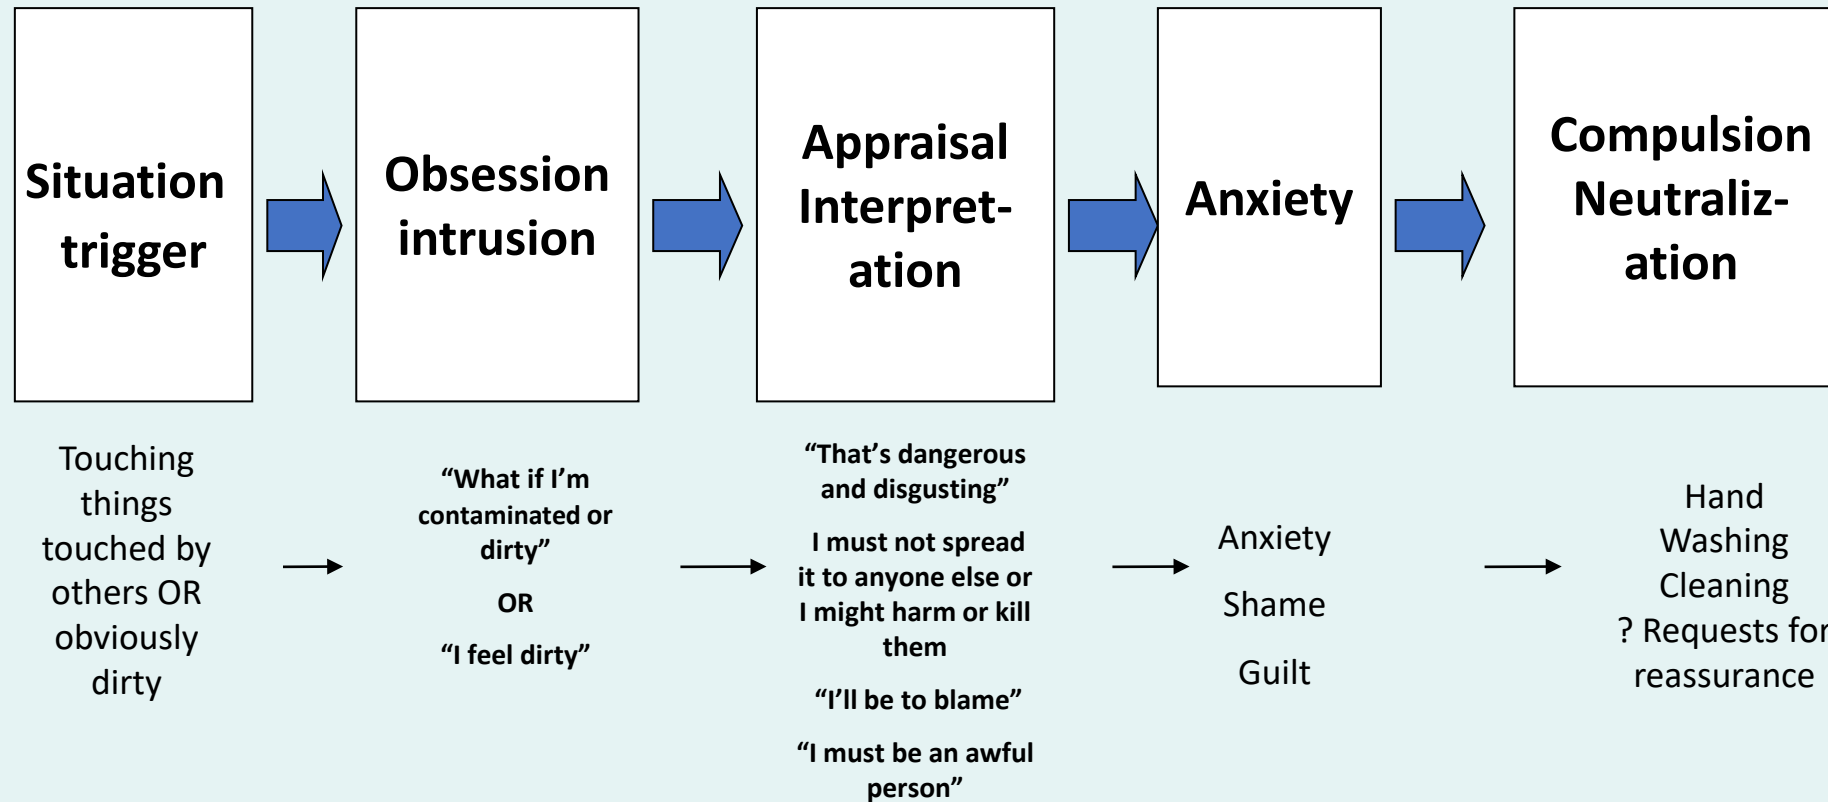 Situation
trigger
Obsession
intrusion
Appraisal
Interpret-
ation
Anxiety
Compulsion
Neutraliz-
ation
Touching
things
touched by
others OR
obviously
dirty
“What if I’m
contaminated or
dirty”
OR
“I feel dirty”
“That’s dangerous
and disgusting”
I must not spread
it to anyone else or
I might harm or kill
them
“I’ll be to blame”
“I must be an awful
person”
Anxiety
Shame
Guilt
Hand
Washing
Cleaning
? Requests for
reassurance